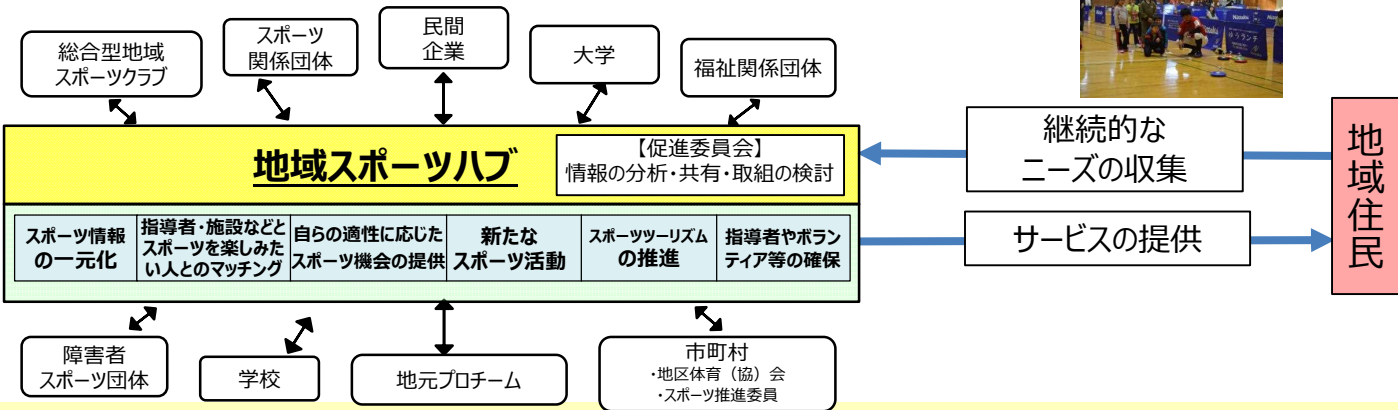 総合型地域
スポーツクラブ
スポーツ
関係団体
民間
企業
大学
福祉関係団体
地域スポーツハブ
【促進委員会】
情報の分析・共有・取組の検討
スポーツ情報
の一元化
指導者・施設などと
スポーツを楽しみた
い人とのマッチング
自らの適性に応じた
スポーツ機会の提供
新たな
スポーツ活動
スポーツツーリズム
の推進
指導者やボラン
ティア等の確保
障害者
スポーツ団体
学校
地元プロチーム
市町村
・地区体育（協）会
・スポーツ推進委員
継続的な
ニーズの収集
サービスの提供
地域住民
Nittaku